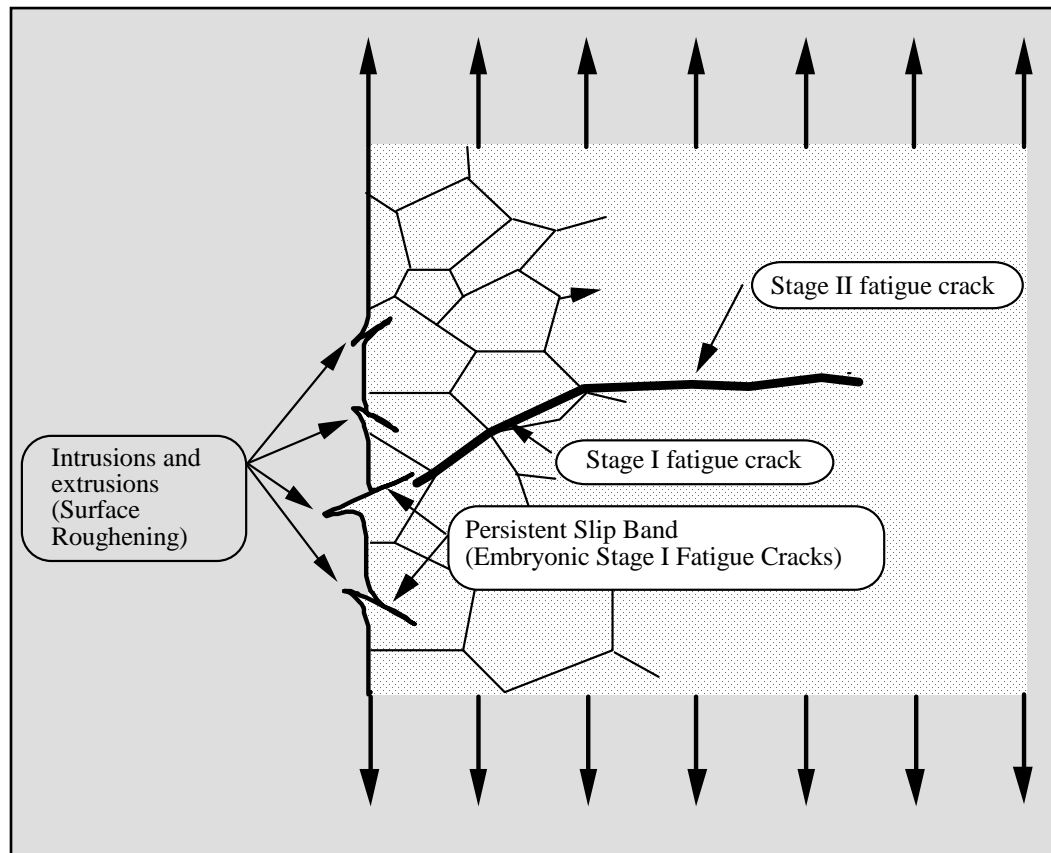 Stage II fatigue crack
Stage I fatigue crack
Intrusions and
extrusions
(Surface
Roughening)
Persistent Slip Band
(Embryonic Stage I Fatigue Cracks)